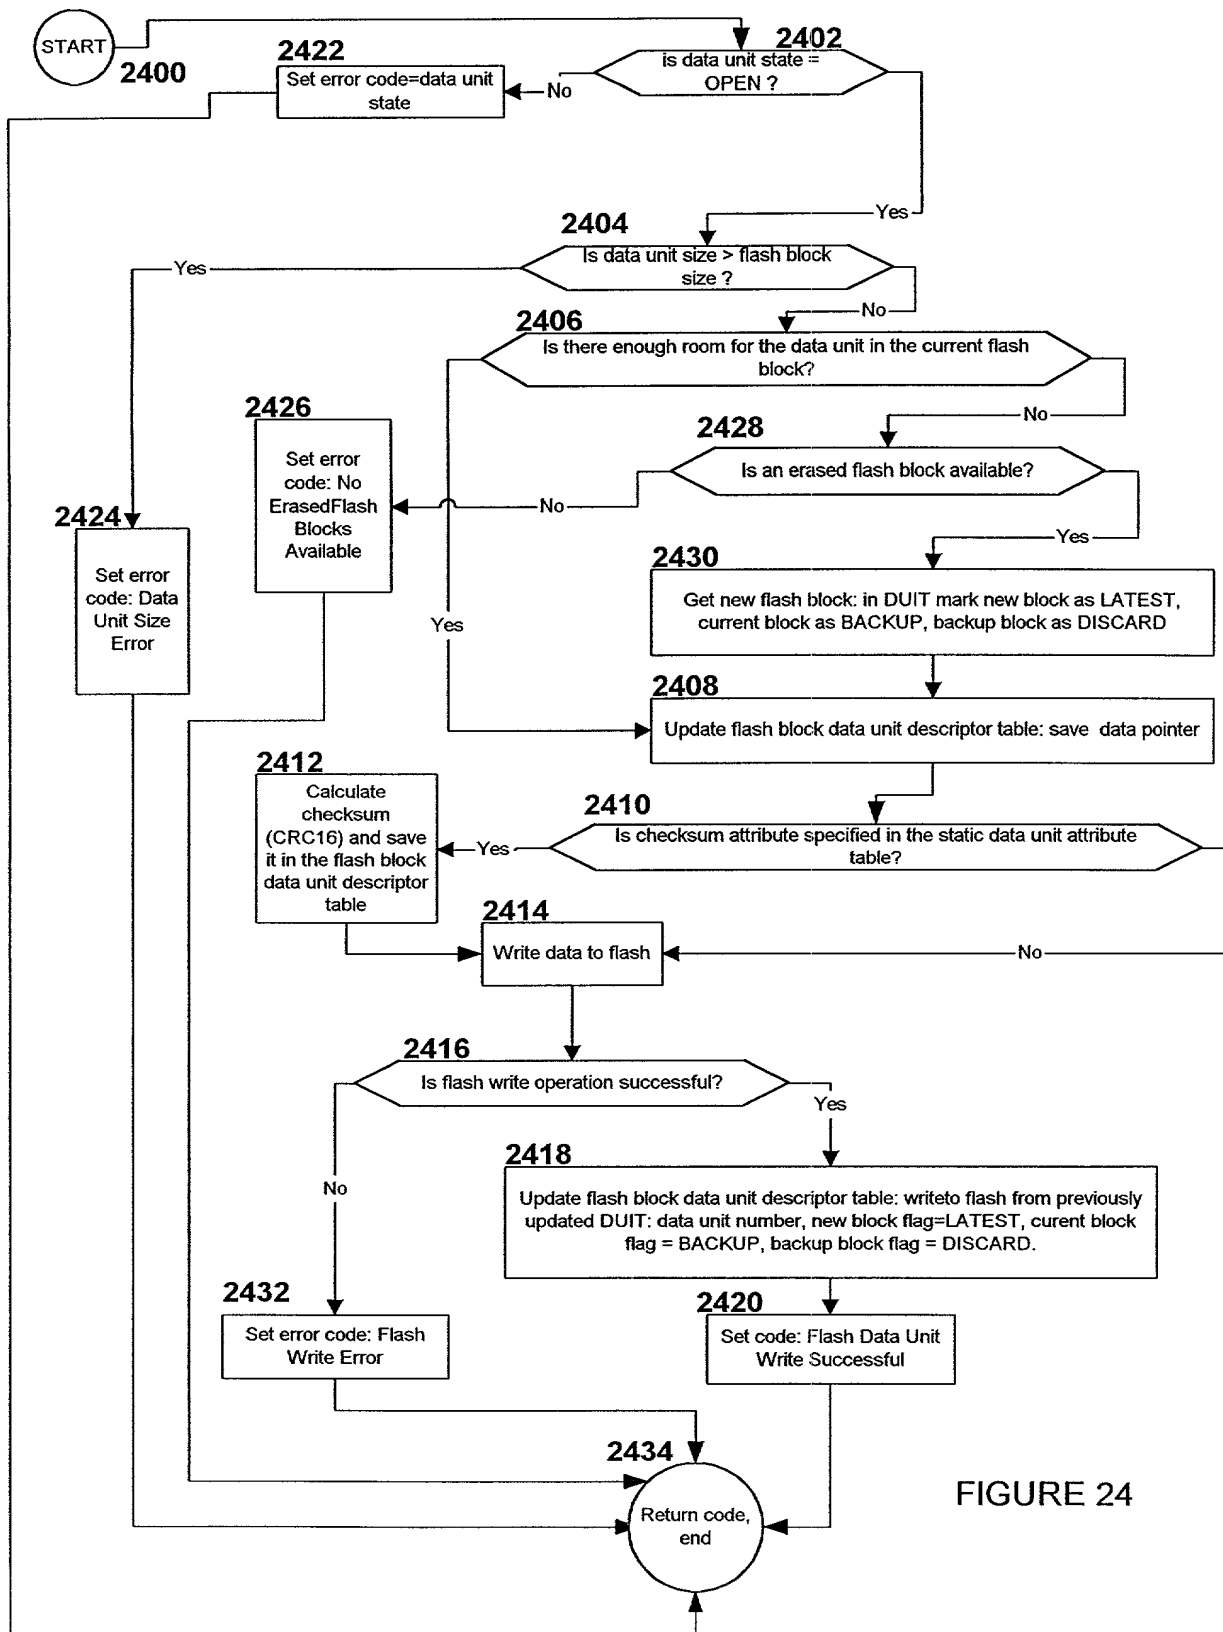 START
2400
2402
is data unit state =
OPEN ?
2422
Set error code=data unit
state
No
Yes
2404
Is data unit size > flash block
size ?
Yes
No
2406
Is there enough room for the data unit in the current flash
block?
No
2428
Is an erased flash block available?
2426
Set error
code: No
ErasedFlash
Blocks
Available
No
Yes
2424
Set error
code: Data
Unit Size
Error
Yes
2430
Get new flash block: in DUIT mark new block as LATEST,
current block as BACKUP, backup block as DISCARD
2408
Update flash block data unit descriptor table: save data pointer
2412
Calculate
checksum
(CRC16) and save
it in the flash block
data unit descriptor
table
2410
Is checksum attribute specified in the static data unit attribute
table?
Yes
2414
Write data to flash
No
2416
Is flash write operation successful?
Yes
No
2418
Update flash block data unit descriptor table: writeto flash from previously
updated DUIT: data unit number, new block flag=LATEST, curent block
flag = BACKUP, backup block flag = DISCARD.
2432
Set error code: Flash
Write Error
2420
Set code: Flash Data Unit
Write Successful
2434
Return code,
end
FIGURE 24